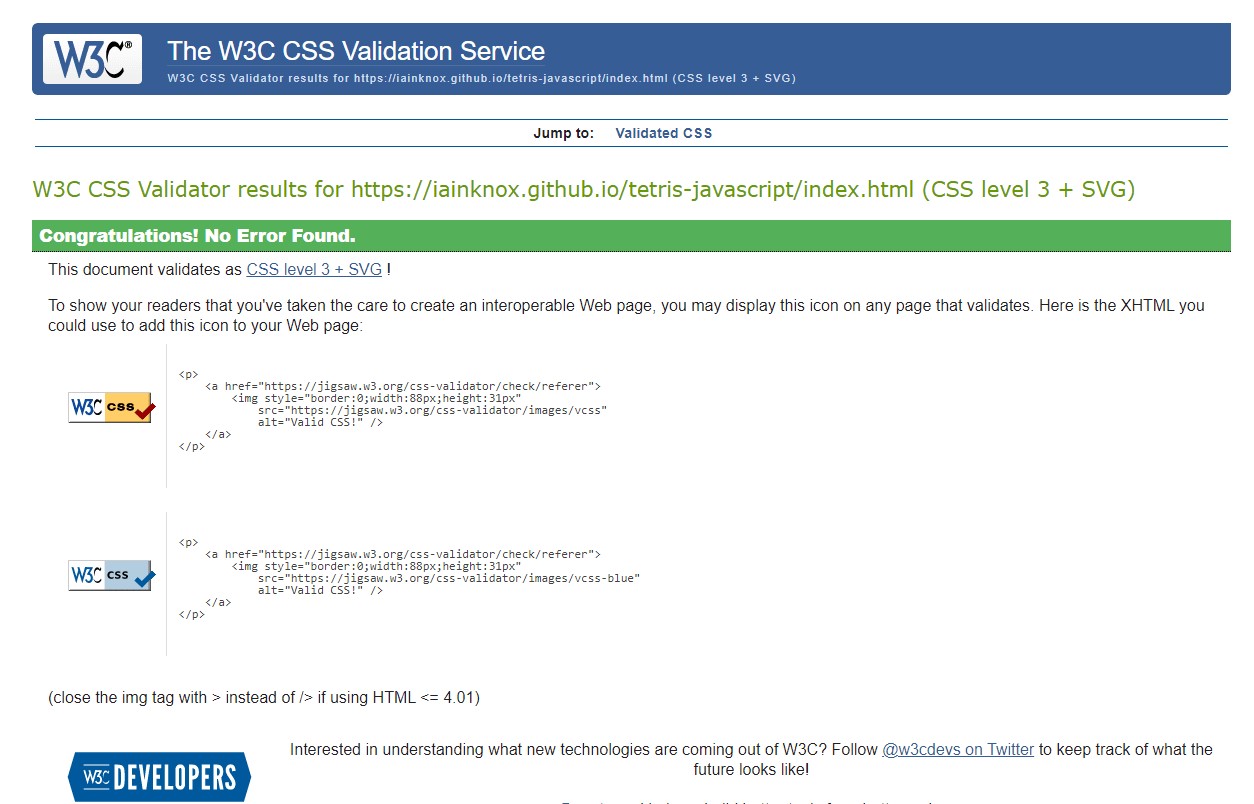 W3C®
The W3C CSS Validation Service
W3C CSS Validator results for https://iainknox.github.io/tetris-javascript/index.html (CSS level 3 + SVG)
Jump to: Validated CSS
W3C CSS Validator results for https://iainknox.github.io/tetris-javascript/index.html (CSS level 3 + SVG)
Congratulations! No Error Found.
This document validates as CSS level 3 + SVG !
To show your readers that you've taken the care to create an interoperable Web page, you may display this icon on any page that validates. Here is the XHTML you
could use to add this icon to your Web page:
W3C css
<p>
    <a href="https://jigsaw.w3.org/css-validator/check/referer">
        <img style="border:0;width:88px;height:31px"
            src="https://jigsaw.w3.org/css-validator/images/vcss"
            alt="Valid CSS!" />
    </a>
</p>
W3C css
<p>
    <a href="https://jigsaw.w3.org/css-validator/check/referer">
        <img style="border:0;width:88px;height:31px"
            src="https://jigsaw.w3.org/css-validator/images/vcss-blue"
            alt="Valid CSS!" />
    </a>
</p>
(close the img tag with > instead of /> if using HTML <= 4.01)
W3C DEVELOPERS
Interested in understanding what new technologies are coming out of W3C? Follow @w3cdevs on Twitter to keep track of what the
future looks like!